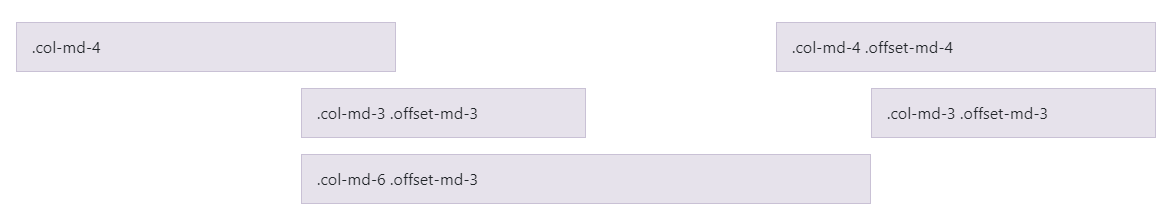 .col-md-4
.col-md-4 .offset-md-4
.col-md-3 .offset-md-3
.col-md-3 .offset-md-3
.col-md-6 .offset-md-3